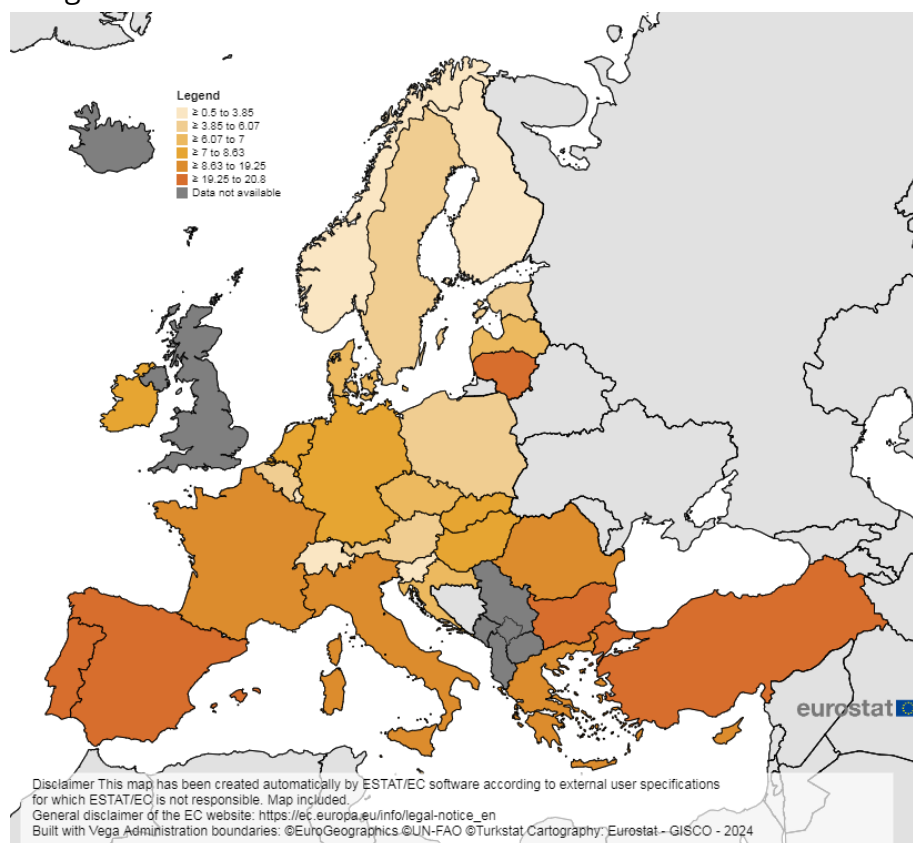 Legend
≥ 0.5 to 3.85
≥ 3.85 to 6.07
≥ 6.07 to 7
≥ 7 to 8.63
≥ 8.63 to 19.25
≥ 19.25 to 20.8
Data not available
eurostat
Disclaimer This map has been created automatically by ESTAT/EC software according to external user specifications
for which ESTAT/EC is not responsible. Map included.
General disclaimer of the EC website: https://ec.europa.eu/info/legal-notice_en
Built with Vega Administration boundaries: ©EuroGeographics ©UN-FAO ©Turkstat Cartography: Eurostat - GISCO - 2024